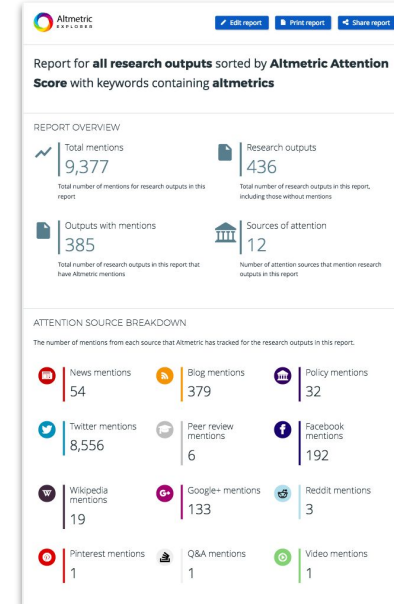 Altmetric
EXPLORER
Edit report
Print report
Share report
Report for all research outputs sorted by Altmetric Attention
Score with keywords containing altmetrics
REPORT OVERVIEW
Total mentions
9,377
Total number of mentions for research outputs in this
report
Research outputs
436
Total number of research outputs in this report,
including those without mentions
Outputs with mentions
385
Total number of research outputs in this report that
have Altmetric mentions
Sources of attention
12
Number of attention sources that mention research
outputs in this report
ATTENTION SOURCE BREAKDOWN
The number of mentions from each source that Altmetric has tracked for the research outputs in this report.
News mentions
54
Blog mentions
379
Policy mentions
32
Twitter mentions
8,556
Peer review
mentions
6
Facebook
mentions
192
W
Wikipedia
mentions
19
G+
Google+ mentions
133
Reddit mentions
3
Pinterest mentions
1
Q&A mentions
1
Video mentions
1